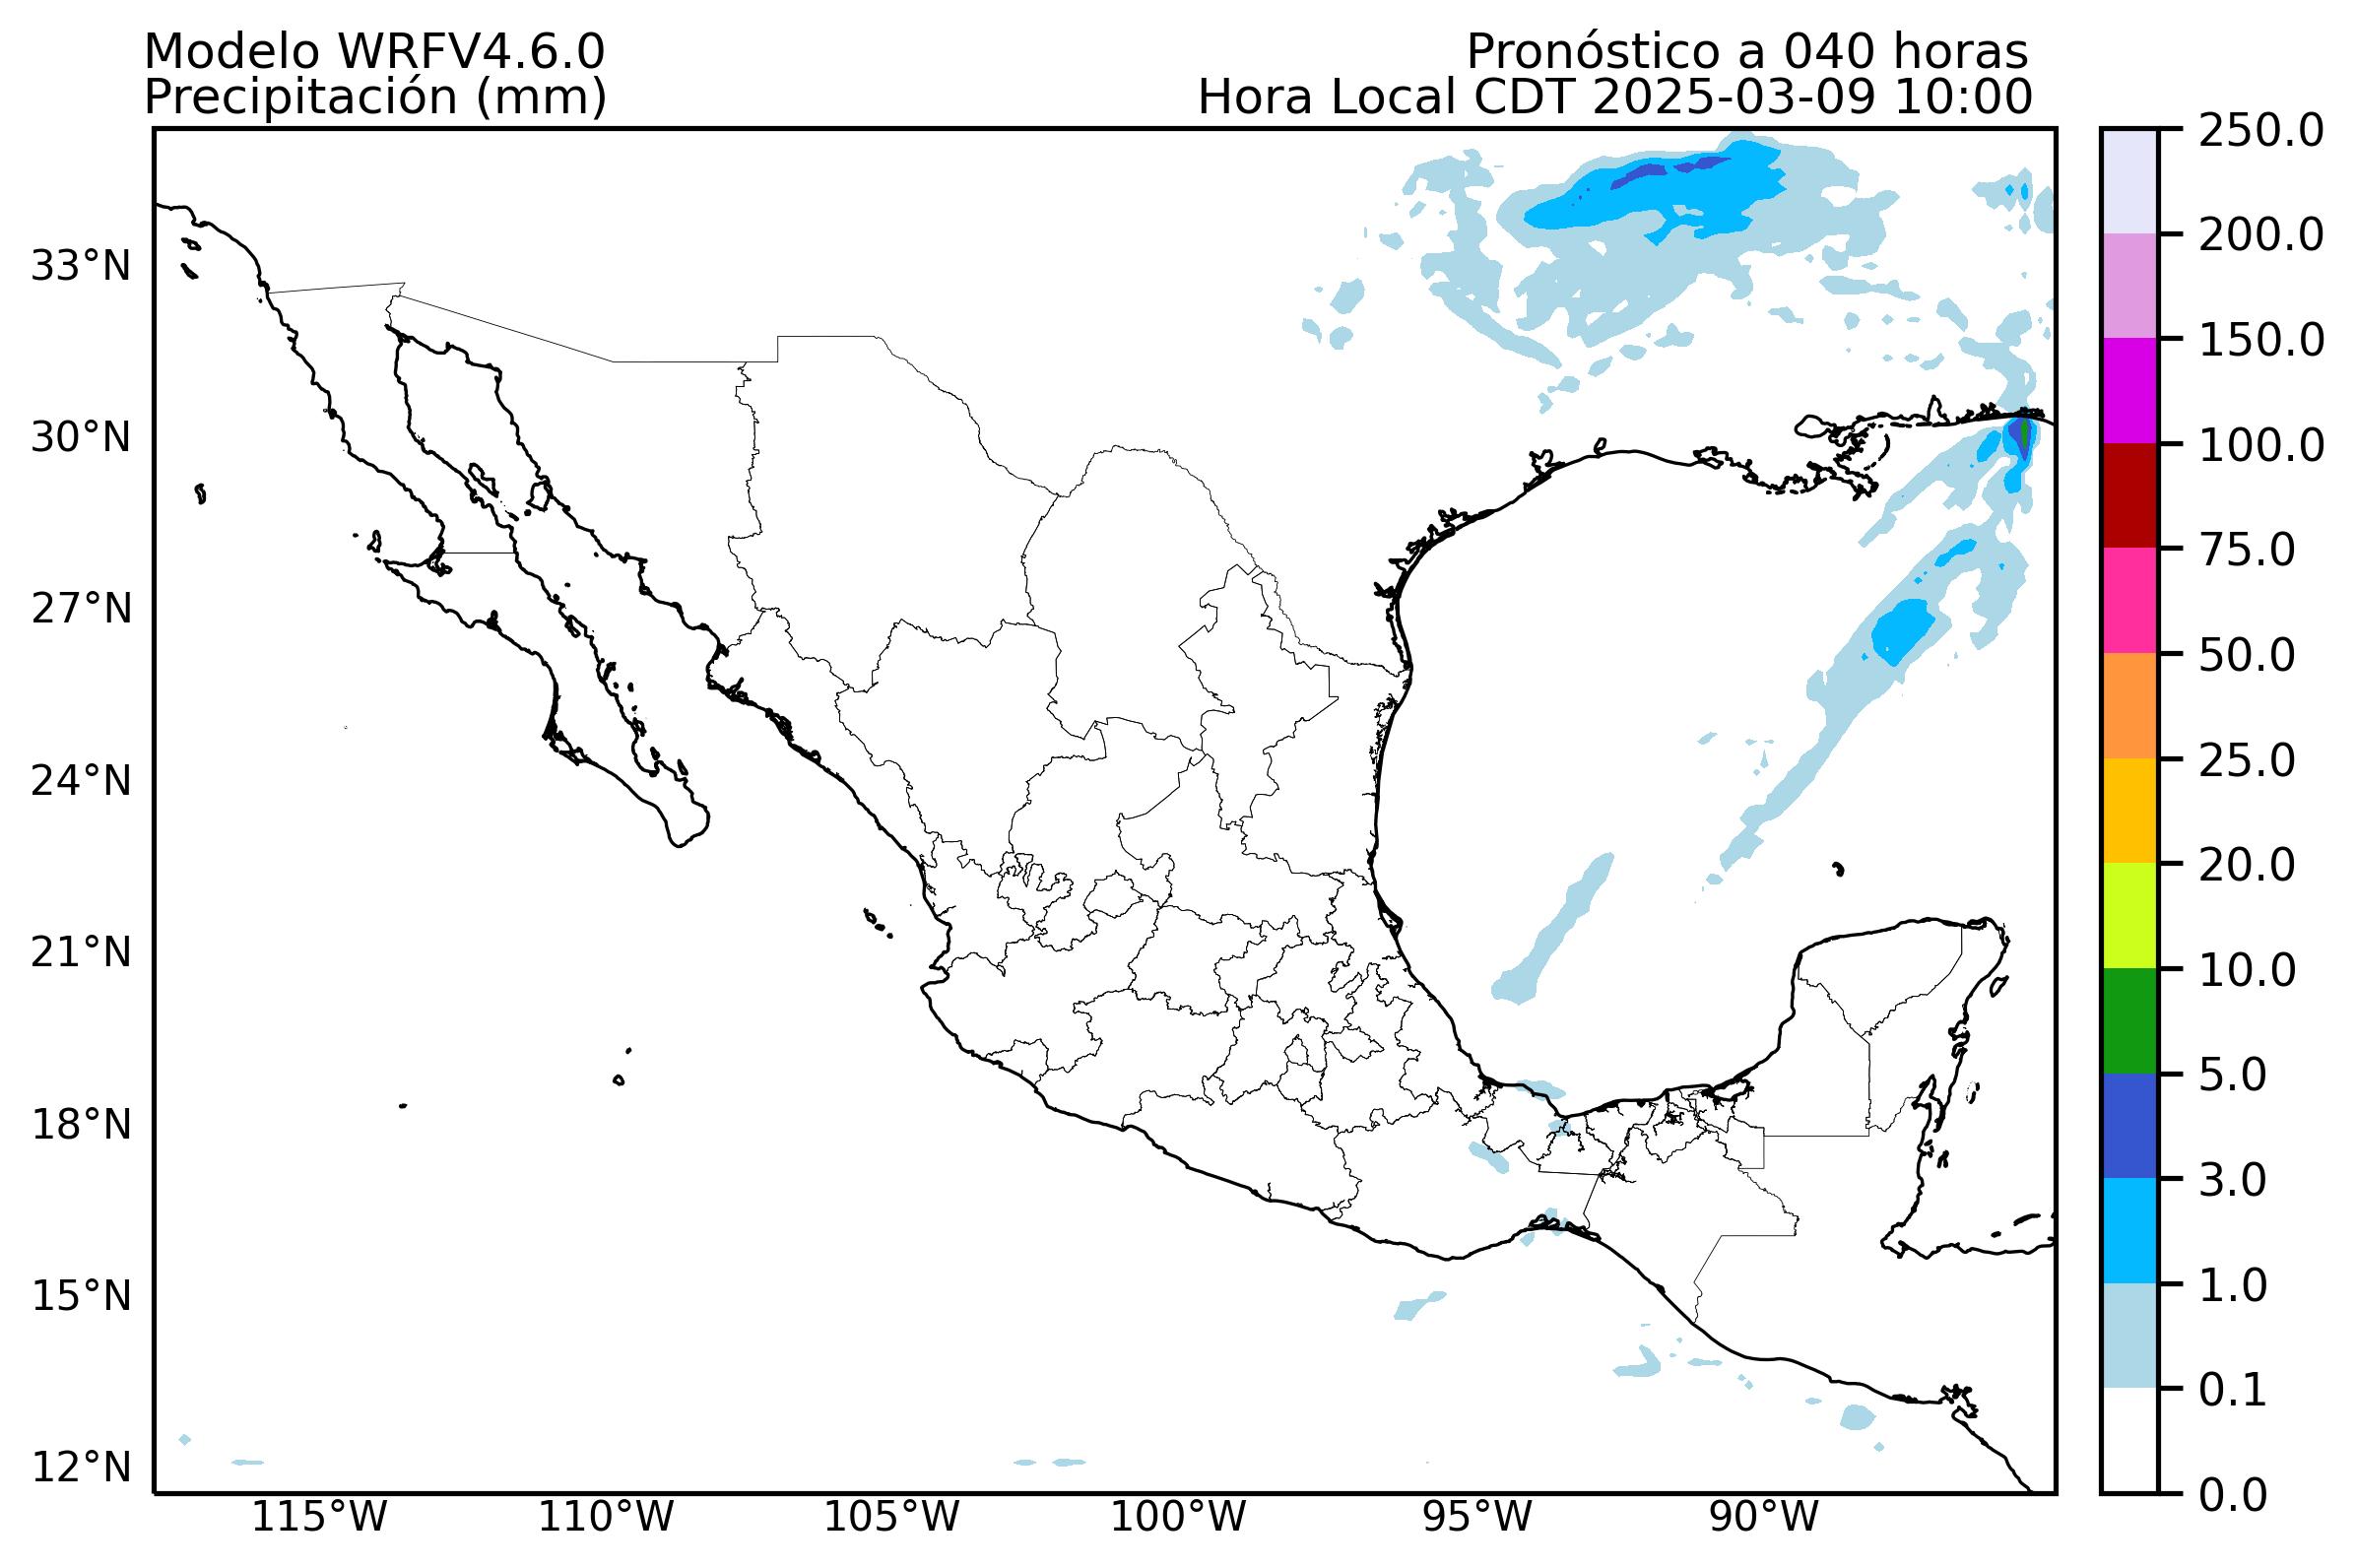 Modelo WRFV4.6.0
Pronóstico a 040 horas
Precipitación (mm)
Hora Local CDT 2025-03-09 10:00
33°N
30°N
27°N
24°N
21°N
18°N
15°N
12°N
115°W
110°W
105°W
100°W
95°W
90°W
250.0
200.0
150.0
100.0
75.0
50.0
25.0
20.0
10.0
5.0
3.0
1.0
0.1
0.0